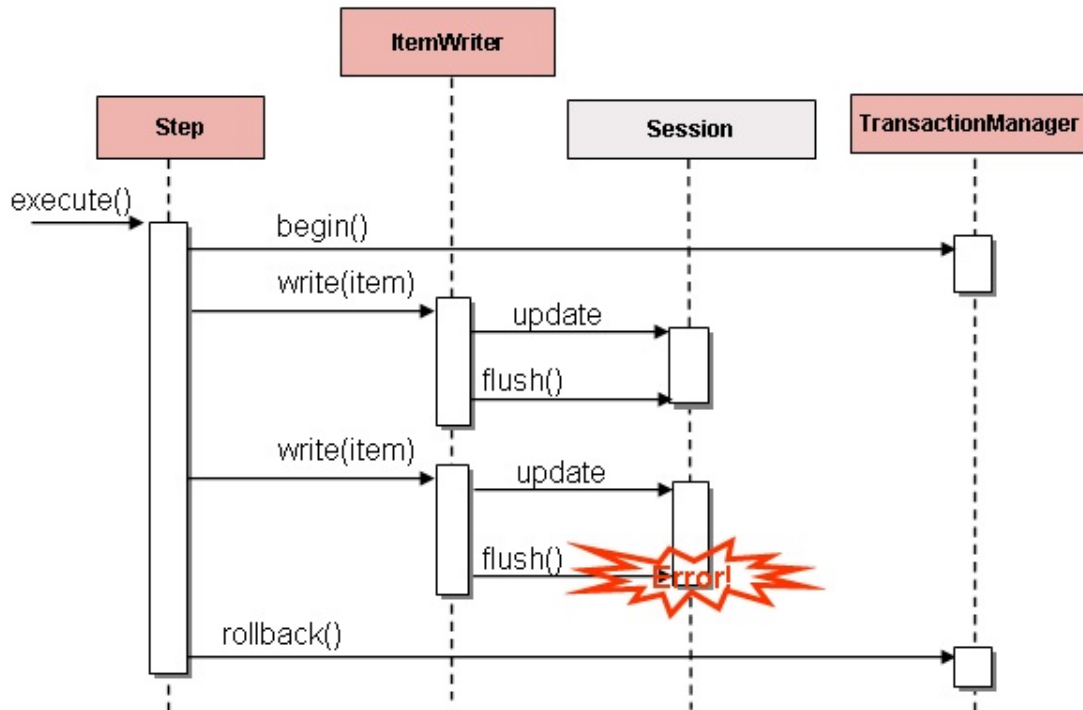 ItemWriter
Step
Session
TransactionManager
execute()
begin()
write(item)
update
flush()
write(item)
update
flush()
Error!
rollback()